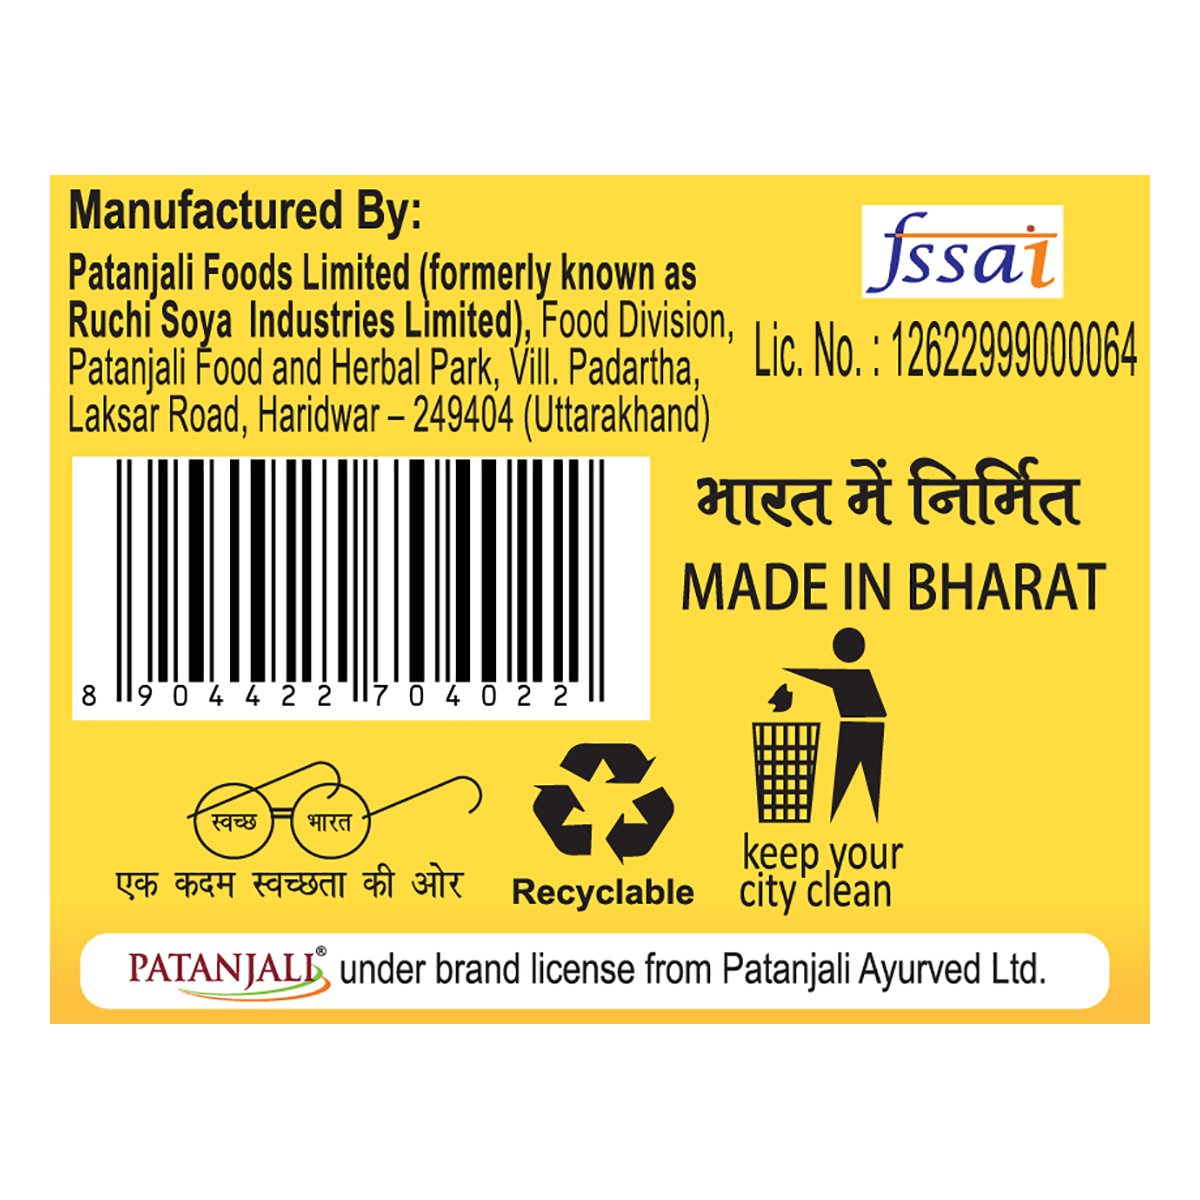 Manufactured By:
Patanjali Foods Limited (formerly known as
Ruchi Soya Industries Limited), Food Division,
Patanjali Food and Herbal Park, Vill. Padartha,
Laksar Road, Haridwar – 249404 (Uttarakhand)
fssai
Lic. No. : 12622999000064
8 904422 704022
भारत में निर्मित
MADE IN BHARAT
स्वच्छ भारत
एक कदम स्वच्छता की ओर
Recyclable
keep your
city clean
PATANJALI® under brand license from Patanjali Ayurved Ltd.